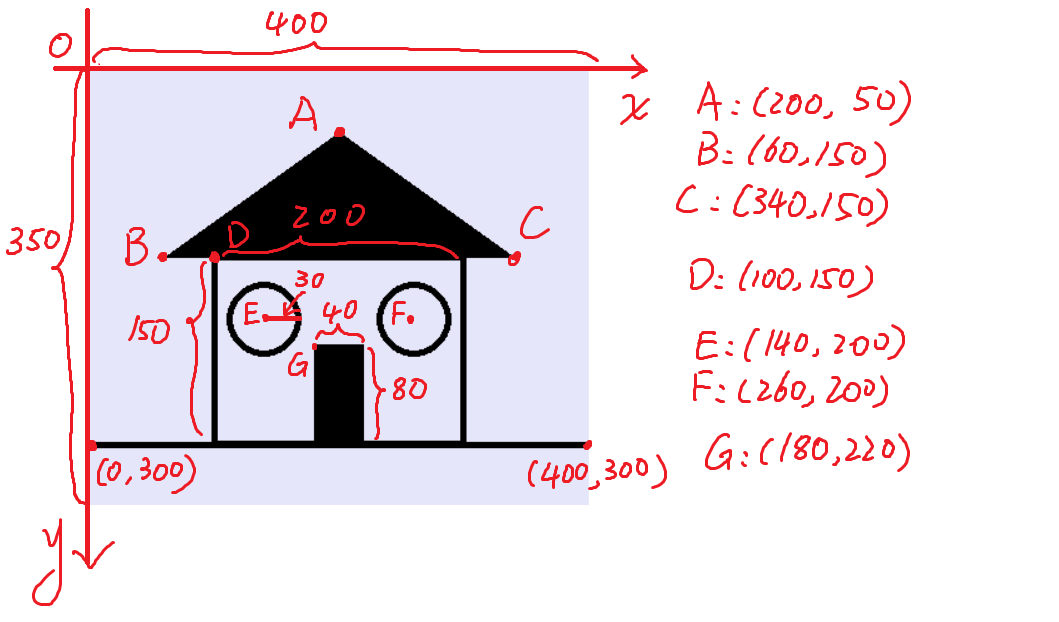 400
O
x
A
A: (200, 50)
B: (60,150)
C: (340,150)
200
B
D
C
350
D: (100,150)
30
E
40
F
150
G
80
E: (140, 200)
F: (260, 200)
G: (180,220)
(0,300)
(400,300)
y